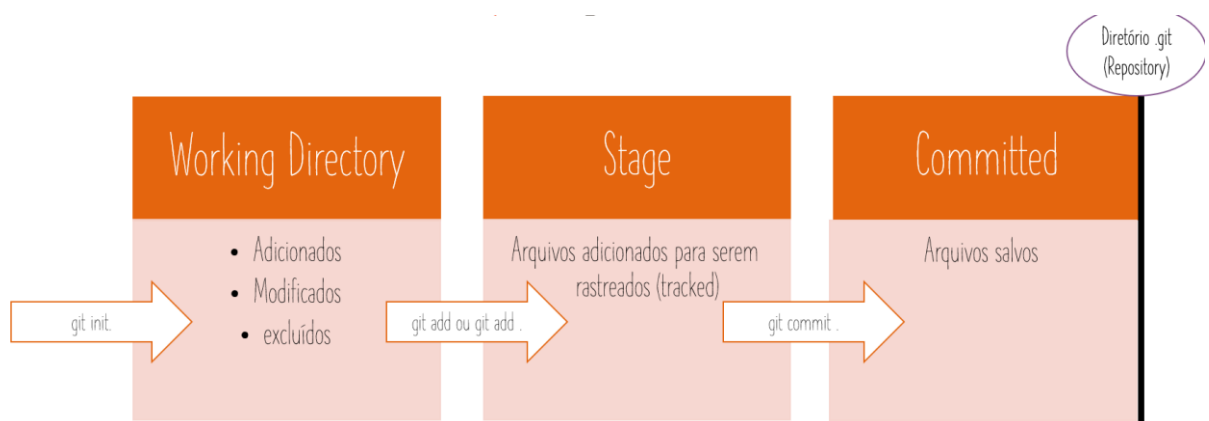 Diretório .git
(Repository)
Working Directory
Stage
Committed
• Adicionados
• Modificados
• excluídos
Arquivos adicionados para serem
rastreados (tracked)
Arquivos salvos
git init.
git add ou git add .
git commit .